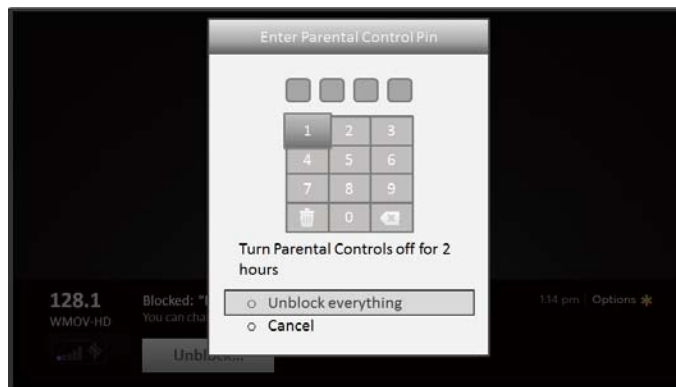 Enter Parental Control Pin
1 2 3
4 5 6
7 8 9
0
Turn Parental Controls off for 2
hours
Unblock everything
Cancel
128.1
WMOV-HD
Blocked:
You can
1:14 pm
Options